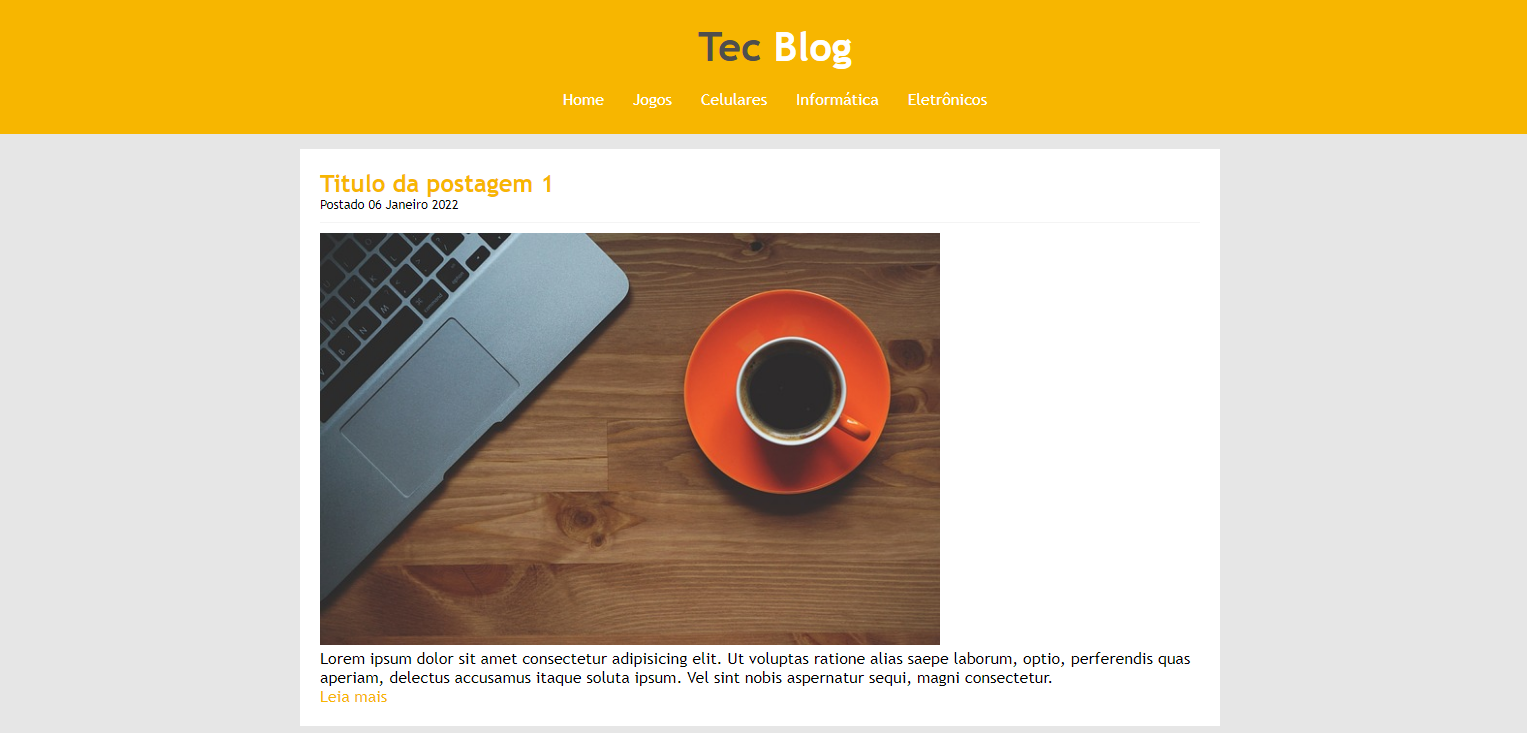 Tec Blog
Home Jogos Celulares Informática Eletrônicos
Titulo da postagem 1
Postado 06 Janeiro 2022
Lorem ipsum dolor sit amet consectetur adipisicing elit. Ut voluptas ratione alias saepe laborum, optio, perferendis quas
aperiam, delectus accusamus itaque soluta ipsum. Vel sint nobis aspernatur sequi, magni consectetur.
Leia mais